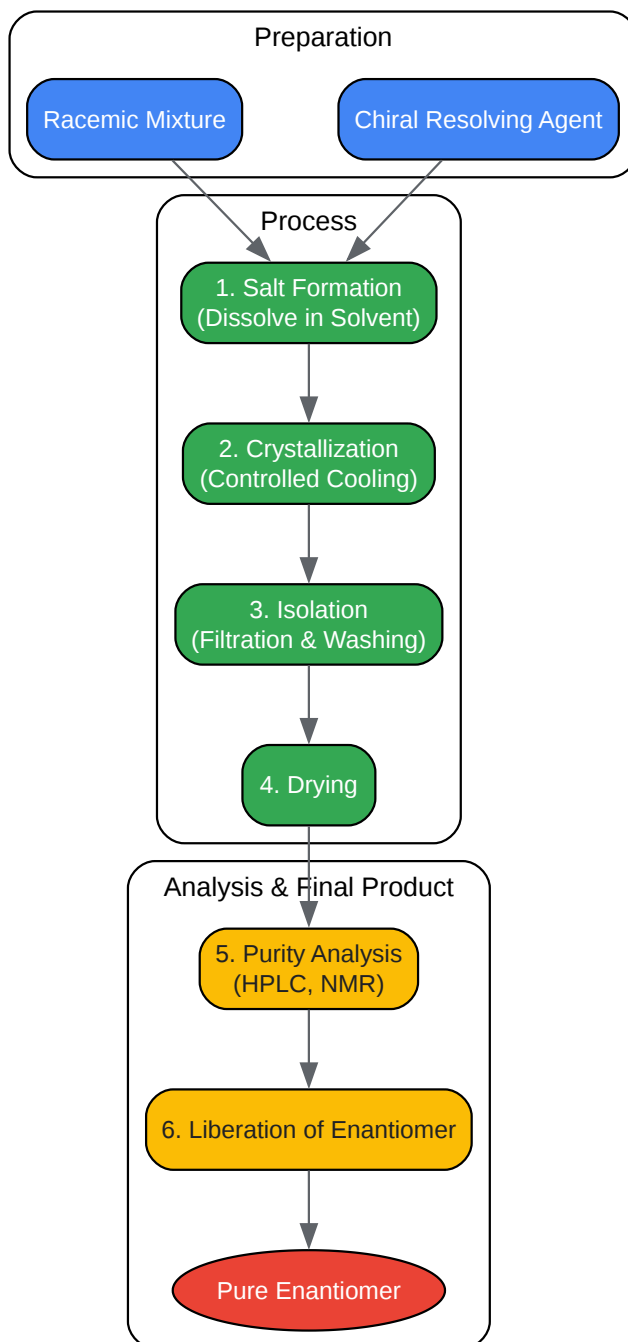 Preparation
Racemic Mixture
Chiral Resolving Agent
Process
1. Salt Formation
(Dissolve in Solvent)
2. Crystallization
(Controlled Cooling)
3. Isolation
(Filtration & Washing)
4. Drying
Analysis & Final Product
5. Purity Analysis
(HPLC, NMR)
6. Liberation of Enantiomer
Pure Enantiomer